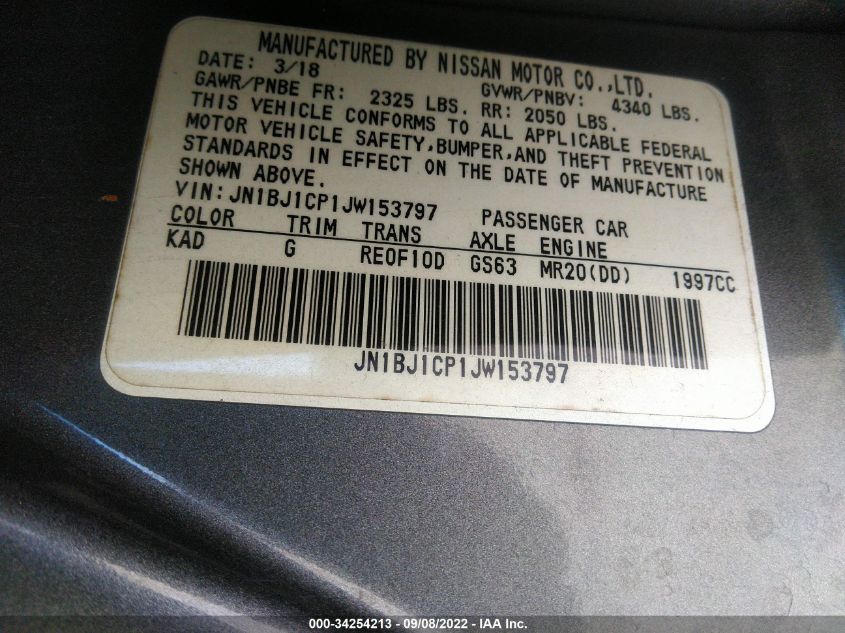 MANUFACTURED BY NISSAN MOTOR CO.,LTD.
DATE: 3/18 GVWR/PNBV: 4340 LBS.
GAWR/PNBE FR: 2325 LBS. RR: 2050 LBS.
THIS VEHICLE CONFORMS TO ALL APPLICABLE FEDERAL
MOTOR VEHICLE SAFETY,BUMPER,AND THEFT PREVENTION
STANDARDS IN EFFECT ON THE DATE OF MANUFACTURE
SHOWN ABOVE.
VIN:JN1BJ1CP1JW153797 PASSENGER CAR
COLOR TRIM TRANS AXLE ENGINE
KAD G RE0F10D GS63 MR20(DD) 1997CC
JN1BJ1CP1JW153797
000-34254213 - 09/08/2022 - IAA Inc.